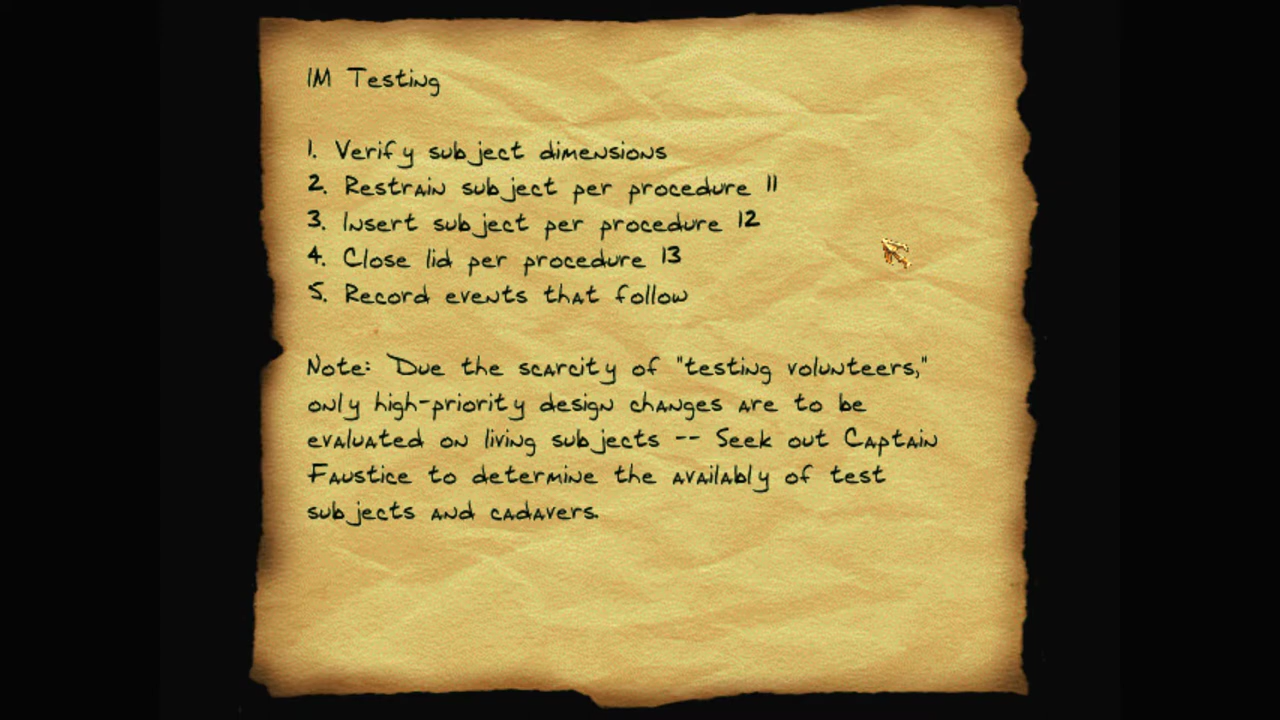 IM Testing
1. Verify subject dimensions
2. Restrain subject per procedure 11
3. Insert subject per procedure 12
4. Close lid per procedure 13
5. Record events that follow
Note: Due the scarcity of "testing volunteers,"
only high-priority design changes are to be
evaluated on living subjects -- Seek out Captain
Faustice to determine the availably of test
subjects and cadavers.